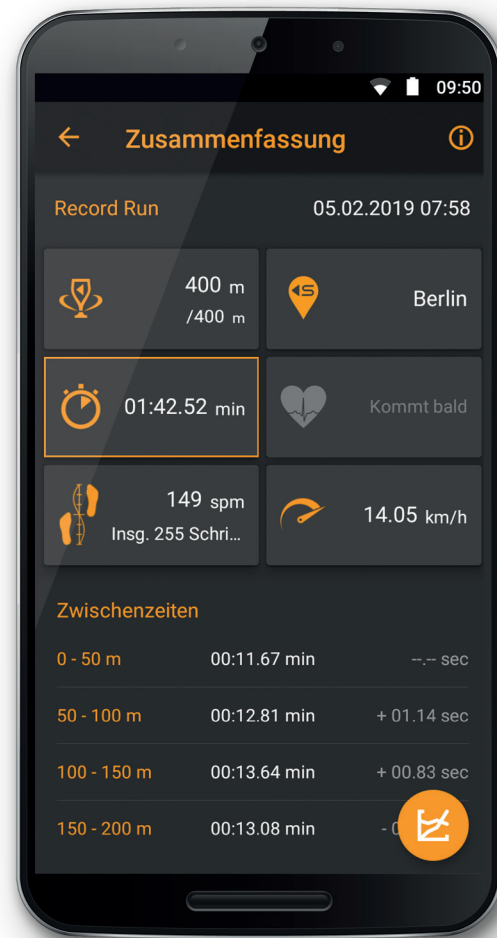 09:50
Zusammenfassung
Record Run 05.02.2019 07:58
400 m
/400 m
Berlin
01:42.52 min
Kommt bald
149 spm
Insg. 255 Schri...
14.05 km/h
Zwischenzeiten
0 - 50 m 00:11.67 min --.-- sec
50 - 100 m 00:12.81 min + 01.14 sec
100 - 150 m 00:13.64 min + 00.83 sec
150 - 200 m 00:13.08 min - 0